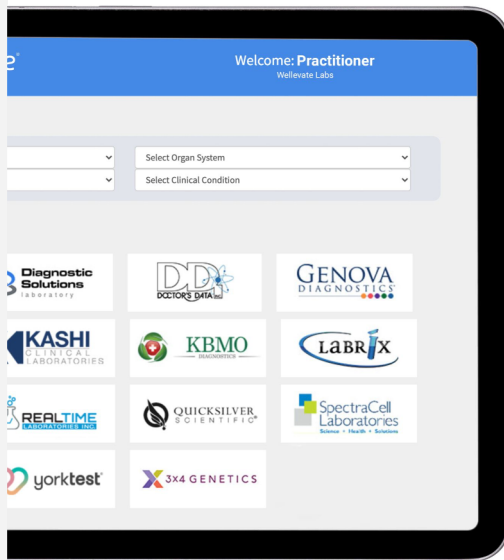 Welcome: Practitioner
Wellevate Labs
Select Organ System
Select Clinical Condition
Diagnostic
Solutions
laboratory
DD
DOCTOR'S DATA INC
GENOVA
DIAGNOSTICS
KASHI
CLINICAL
LABORATORIES
KBMO
DIAGNOSTICS
LABRIX
REALTIME
LABORATORIES INC
QUICKSILVER
SCIENTIFIC®
SpectraCell
Laboratories
Science • Health • Solutions
yorktest
3X4 GENETICS